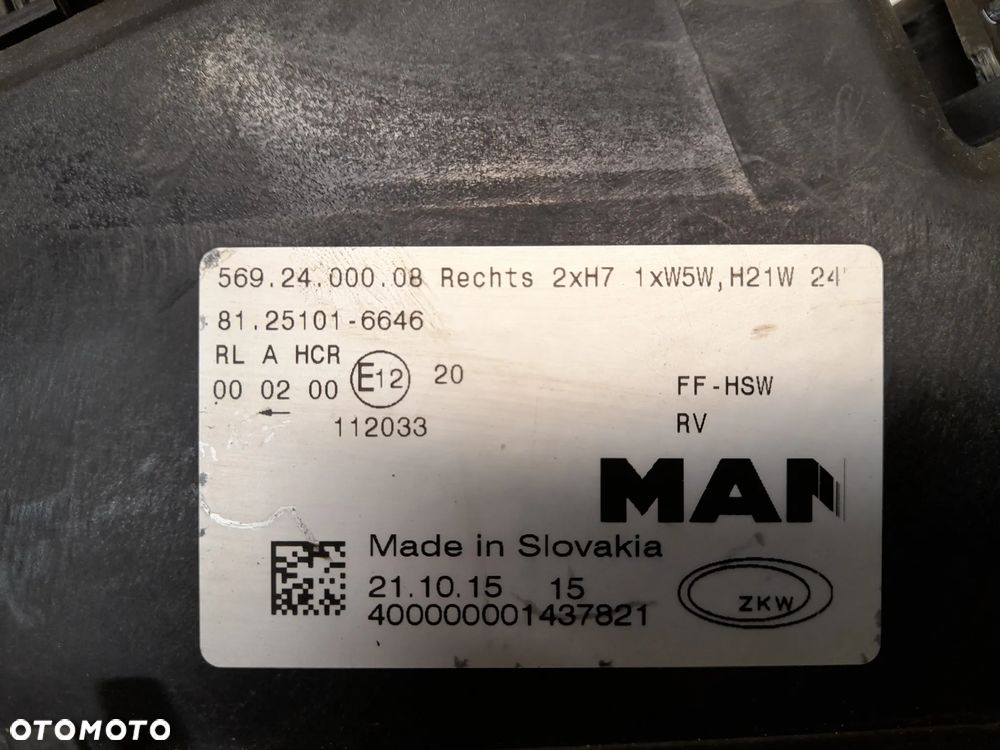 569.24.000.08 Rechts 2xH7 1xW5W,H21W 24
81.25101-6646
RL A HCR
00 02 00 E12 20
112033
FF-HSW
RV
MAN
Made in Slovakia
21.10.15 15
400000001437821
ZKW
OTOMOTO